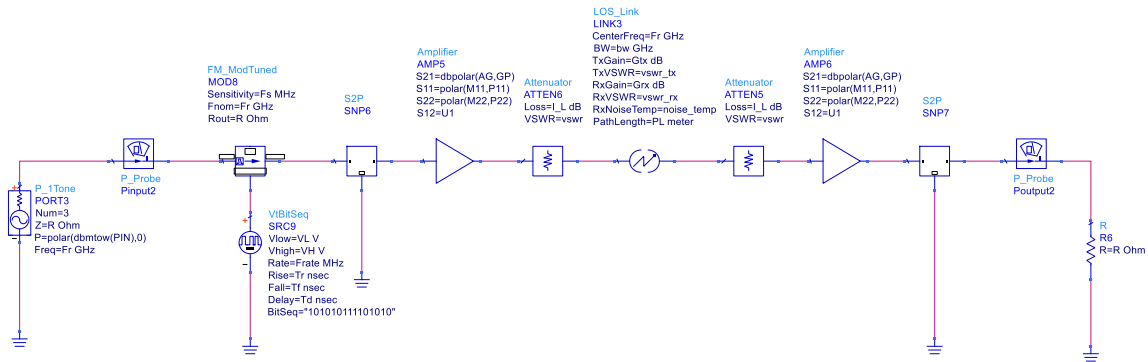 P_1Tone
PORT3
Num=3
Z=R Ohm
P=polar(dbmtow(PIN),0)
Freq=Fr GHz
P_Probe
Pinput2
FM_ModTuned
MOD8
Sensitivity=Fs MHz
Fnom=Fr GHz
Rout=R Ohm
VtBitSeq
SRC9
Vlow=VL V
Vhigh=VH V
Rate=Frate MHz
Rise=Tr nsec
Fall=Tf nsec
Delay=Td nsec
BitSeq="101010111101010"
S2P
SNP6
Amplifier
AMP5
S21=dbpolar(AG,GP)
S11=polar(M11,P11)
S22=polar(M22,P22)
S12=U1
Attenuator
ATTEN6
Loss=I_L dB
VSWR=vswr
LOS_Link
LINK3
CenterFreq=Fr GHz
BW=bw GHz
TxGain=Gtx dB
TxVSWR=vswr_tx
RxGain=Grx dB
RxVSWR=vswr_rx
RxNoiseTemp=noise_temp
PathLength=PL meter
Attenuator
ATTEN5
Loss=I_L dB
VSWR=vswr
Amplifier
AMP6
S21=dbpolar(AG,GP)
S11=polar(M11,P11)
S22=polar(M22,P22)
S12=U1
S2P
SNP7
P_Probe
Poutput2
R
R6
R=R Ohm